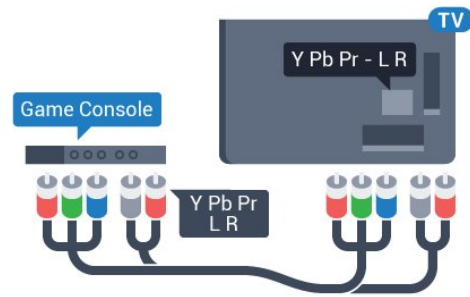 TV
Y Pb Pr - L R
Game Console
Y Pb Pr
L R